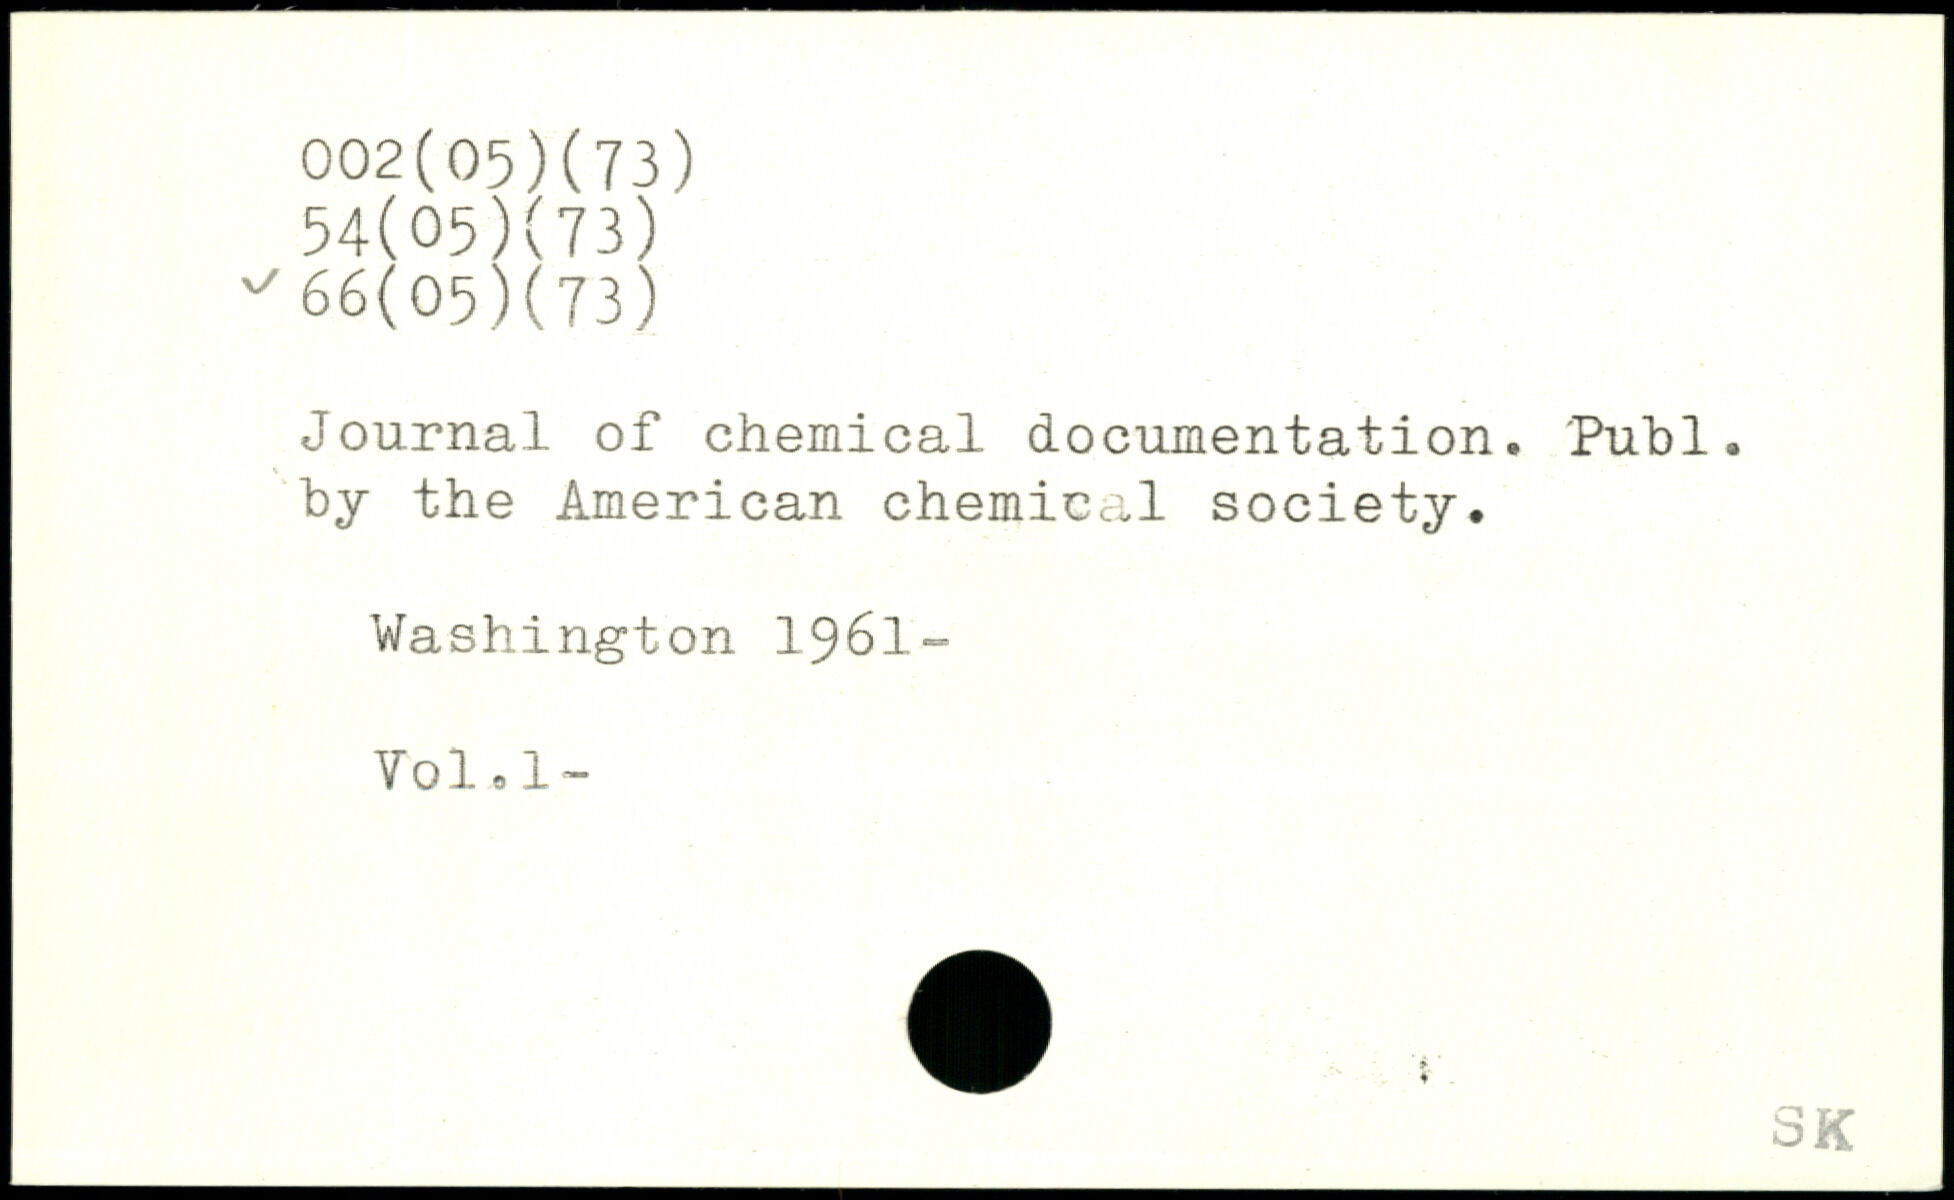 002(05)(73)
54(05)(73)
✓ 66(05)(73)
Journal of chemical documentation. Publ.
by the American chemical society.
Washington 1961-
Vol.1-
SK